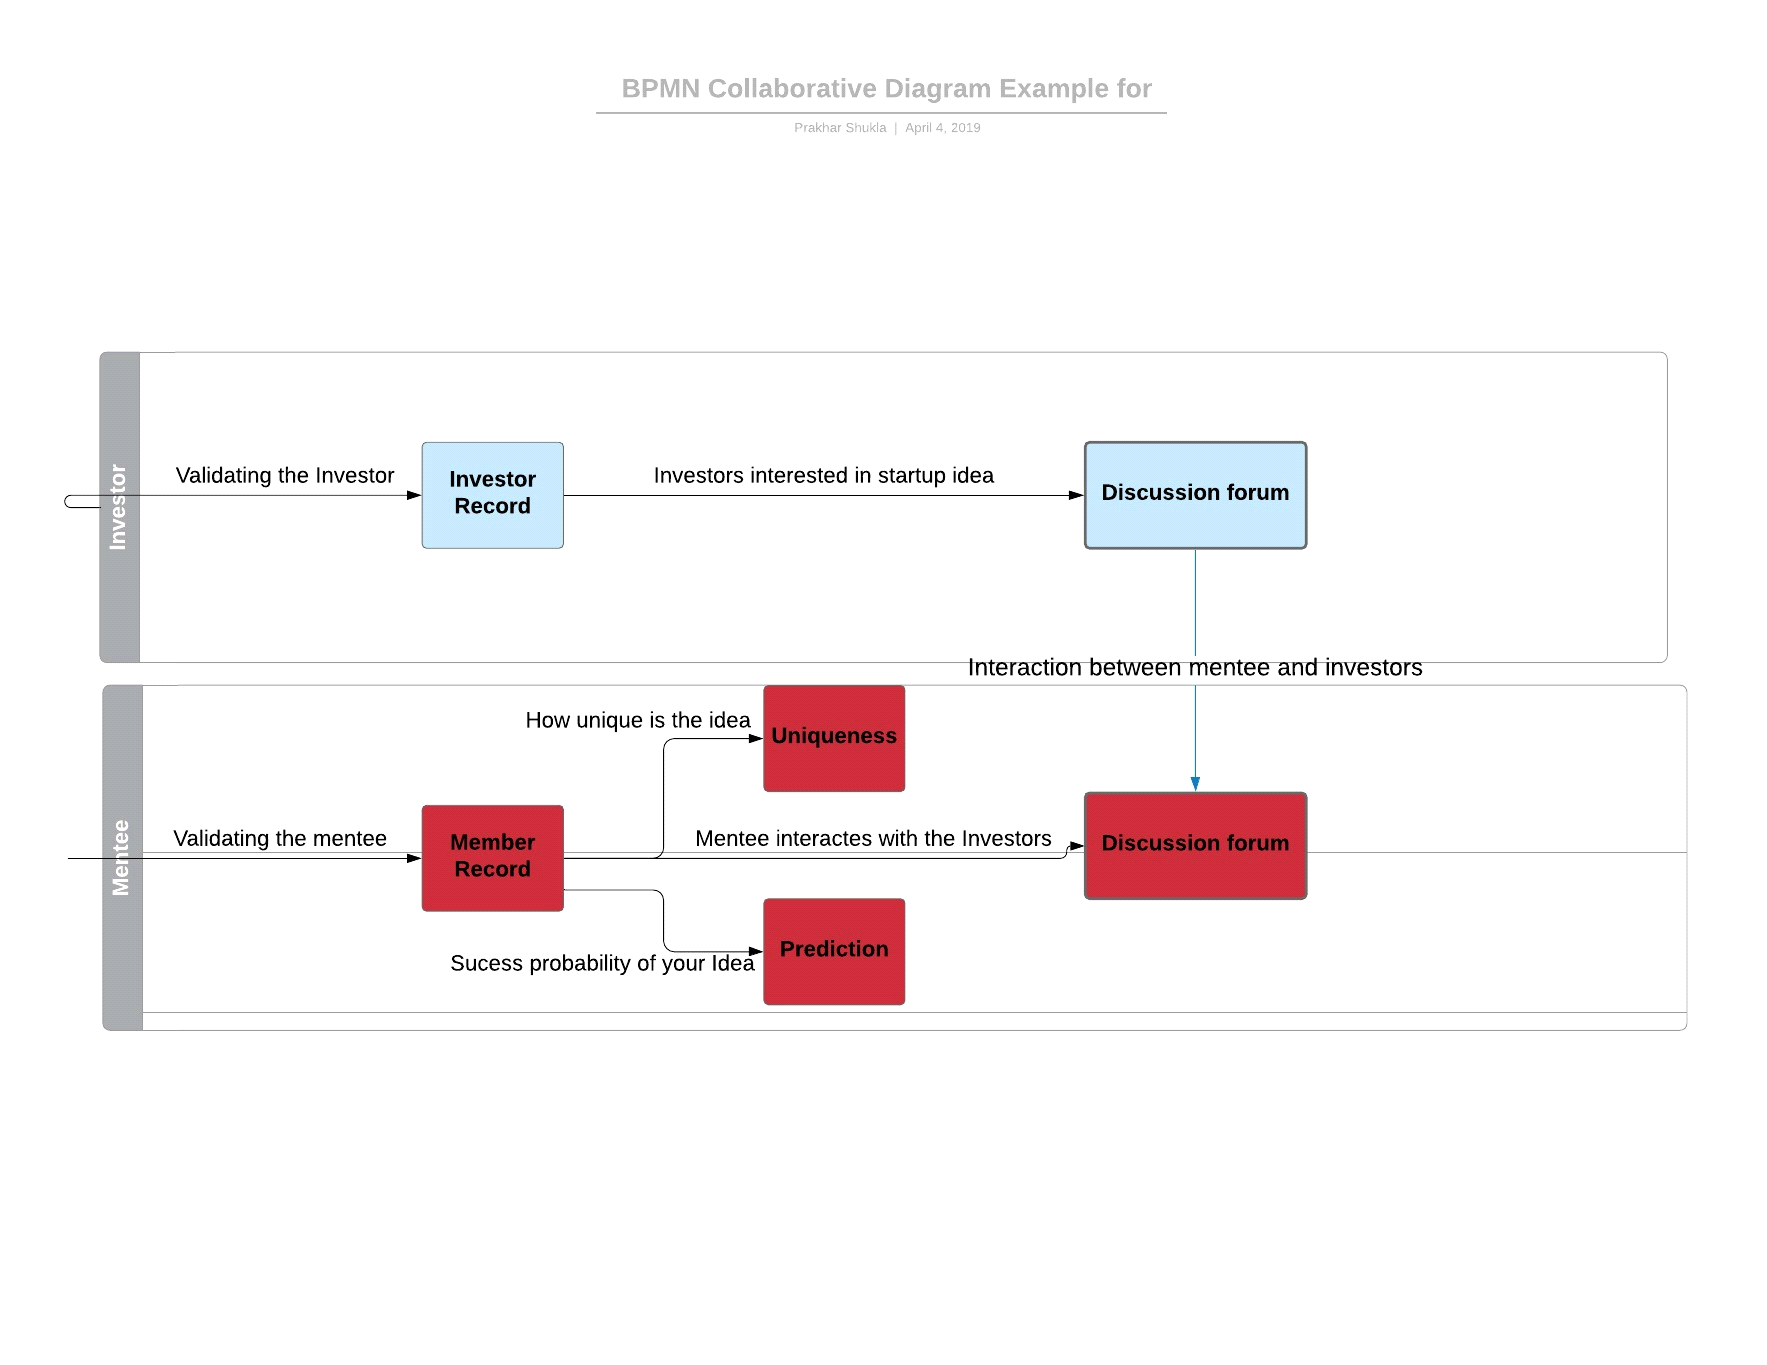 BPMN Collaborative Diagram Example for
Prakhar Shukla | April 4, 2019
Investor
Validating the Investor
Investor
Record
Investors interested in startup idea
Discussion forum
Interaction between mentee and investors
Mentee
Validating the mentee
Member
Record
How unique is the idea
Uniqueness
Mentee interactes with the Investors
Discussion forum
Sucess probability of your Idea
Prediction